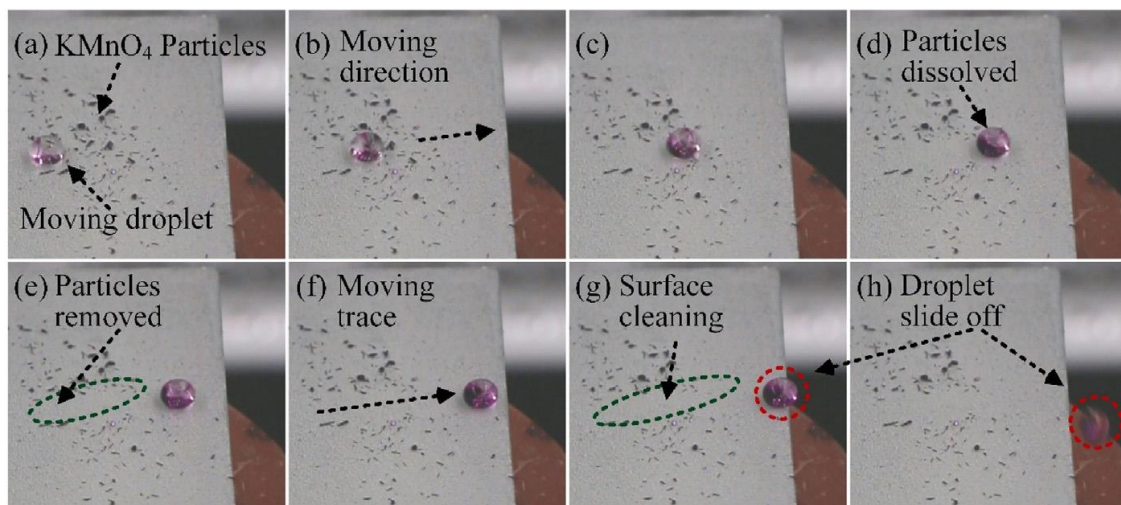 (a) KMnO₄ Particles
Moving droplet
(b) Moving
direction
(c)
(d) Particles
dissolved
(e) Particles
removed
(f) Moving
trace
(g) Surface
cleaning
(h) Droplet
slide off